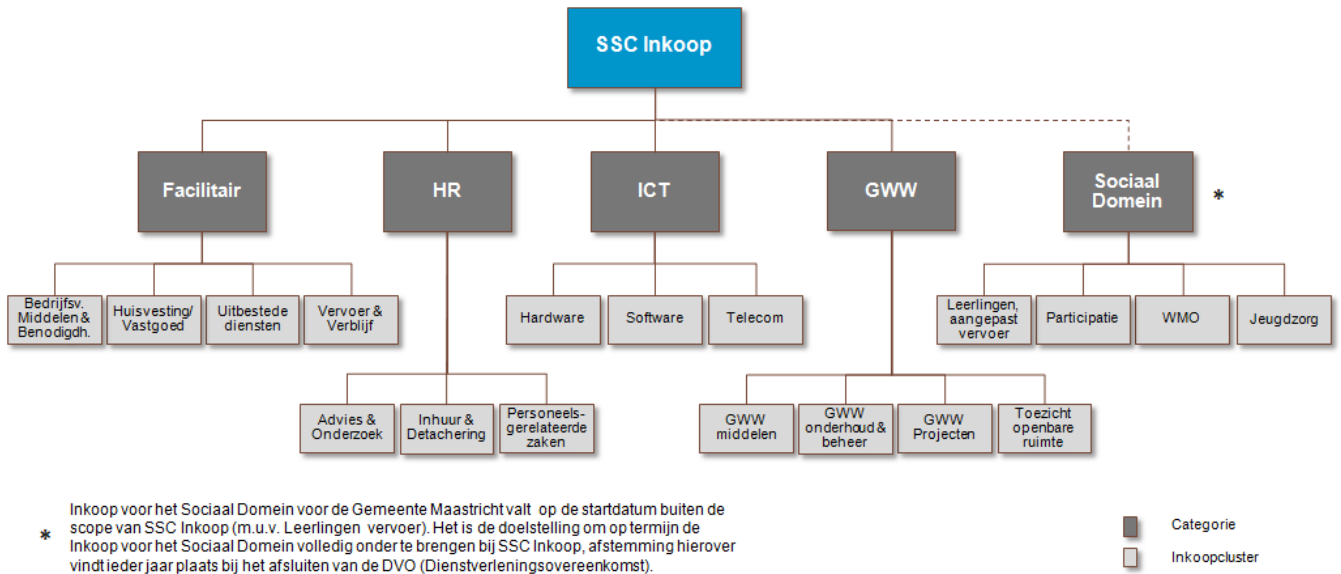 SSC Inkoop
Facilitair
HR
ICT
GWW
Sociaal
Domein
*
Bedrijfsv.
Middelen &
Benodigdh.
Huisvesting/
Vastgoed
Uitbestede
diensten
Vervoer &
Verblijf
Hardware
Software
Telecom
Leerlingen,
aangepast
vervoer
Participatie
WMO
Jeugdzorg
Advies &
Onderzoek
Inhuur &
Detachering
Personeels-
gerelateerde
zaken
GWW
middelen
GWW
onderhoud &
beheer
GWW
Projecten
Toezicht
openbare
ruimte
* Inkoop voor het Sociaal Domein voor de Gemeente Maastricht valt op de startdatum buiten de
scope van SSC Inkoop (m.u.v. Leerlingen vervoer). Het is de doelstelling om op termijn de
Inkoop voor het Sociaal Domein volledig onder te brengen bij SSC Inkoop, afstemming hierover
vindt ieder jaar plaats bij het afsluiten van de DVO (Dienstverleningsovereenkomst).
Categorie
Inkoopcluster